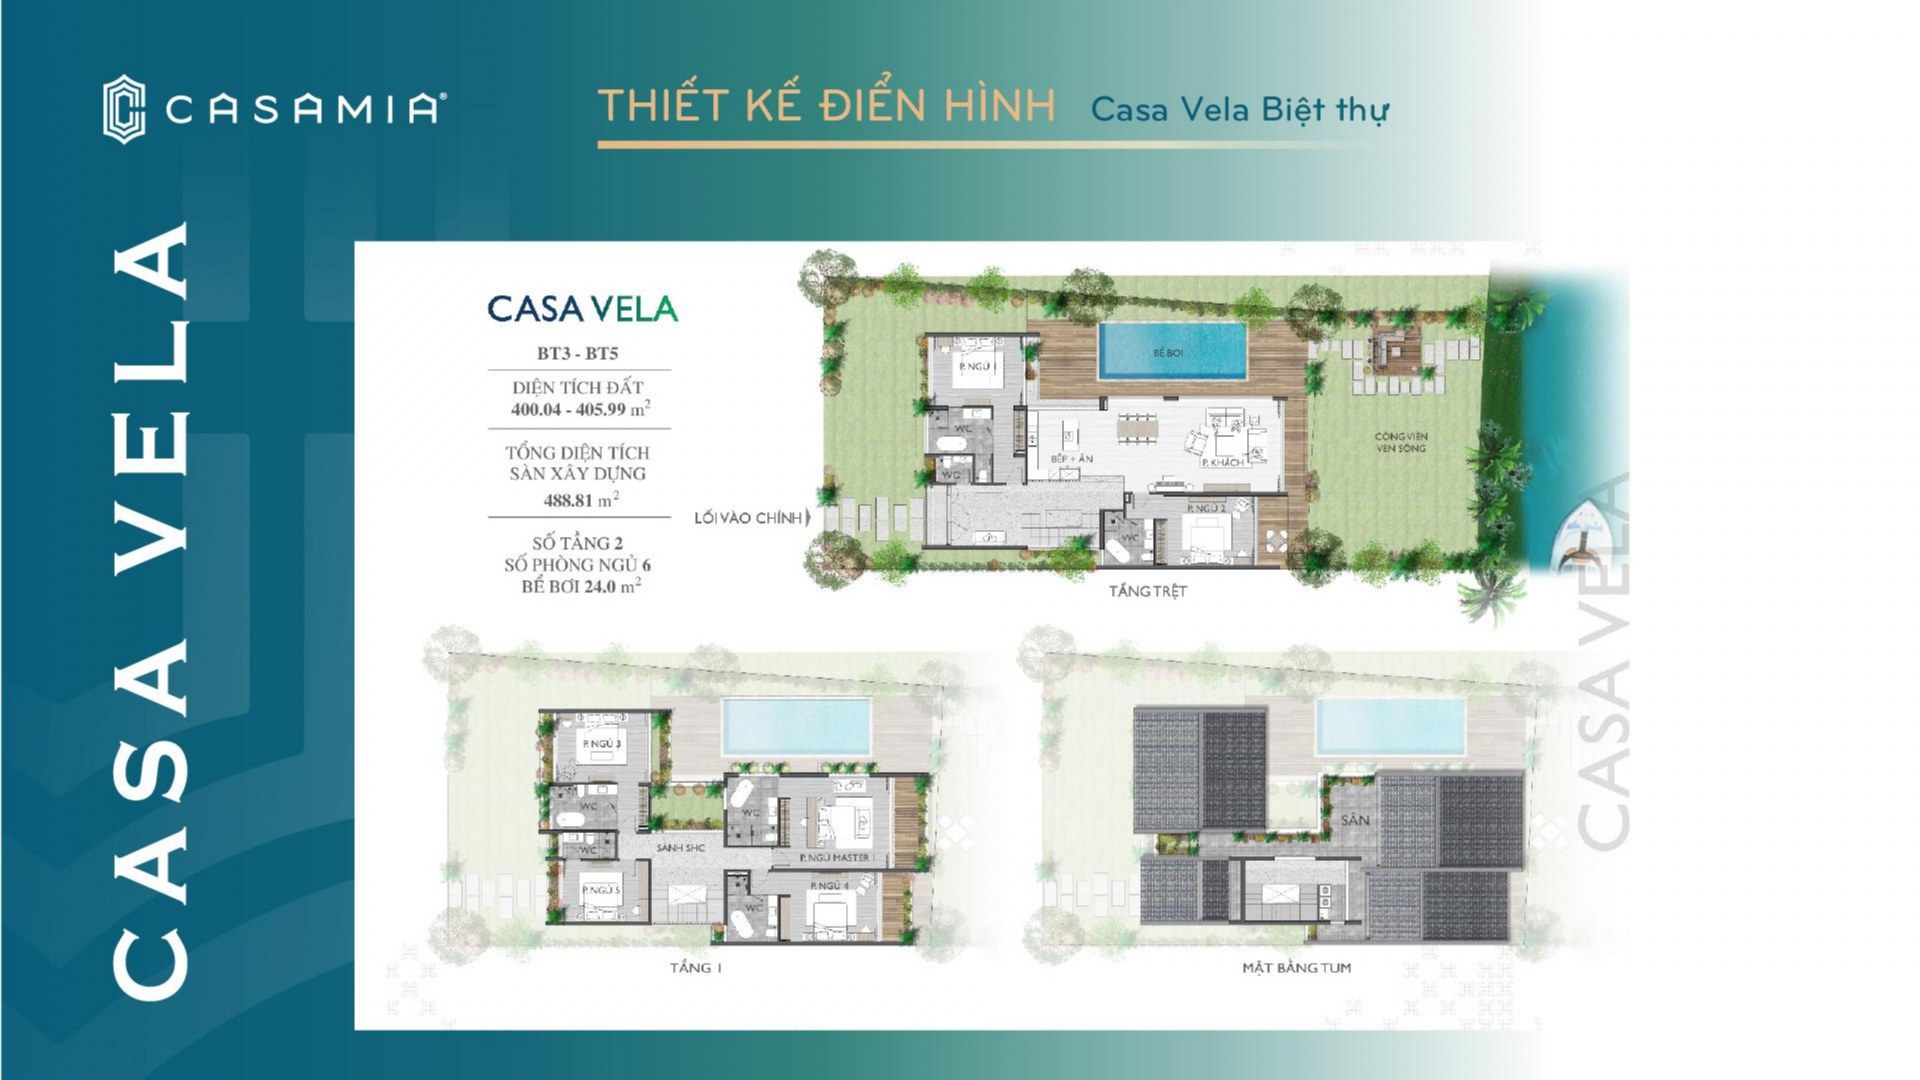 CASAMIA®
THIẾT KẾ ĐIỂN HÌNH Casa Vela Biệt thự
CASA VELA
CASA VELA
BT3 - BT5
DIỆN TÍCH ĐẤT
400.04 - 405.99 m²
TỔNG DIỆN TÍCH
SÀN XÂY DỰNG
488.81 m²
SỐ TẦNG 2
SỐ PHÒNG NGỦ 6
BỂ BƠI 24.0 m²
LỐI VÀO CHÍNH
P. NGỦ 1
WC
WC
BỂ BƠI
BẾP + ĂN
P. KHÁCH
P. NGỦ 2
WC
CÔNG VIÊN
VEN SÔNG
TẦNG TRỆT
P. NGỦ 3
WC
WC
P. NGỦ 5
SẢNH SHC
WC
P. NGỦ MASTER 1
P. NGỦ 4
WC
TẦNG 1
SÂN
MẶT BẰNG TUM
CASA VELA